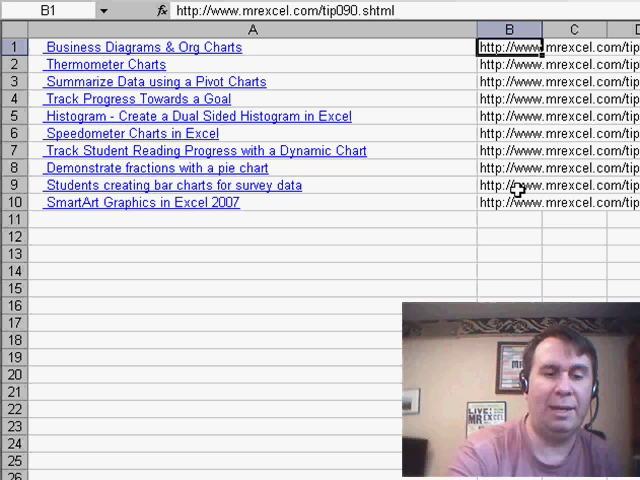 B1 fx http://www.mrexcel.com/tip090.shtml
A B C D
1 Business Diagrams & Org Charts http://www.mrexcel.com/tip
2 Thermometer Charts http://www.mrexcel.com/tip
3 Summarize Data using a Pivot Charts http://www.mrexcel.com/tip
4 Track Progress Towards a Goal http://www.mrexcel.com/tip
5 Histogram - Create a Dual Sided Histogram in Excel http://www.mrexcel.com/tip
6 Speedometer Charts in Excel http://www.mrexcel.com/tip
7 Track Student Reading Progress with a Dynamic Chart http://www.mrexcel.com/tip
8 Demonstrate fractions with a pie chart http://www.mrexcel.com/tip
9 Students creating bar charts for survey data http://www.mrexcel.com/tip
10 SmartArt Graphics in Excel 2007 http://www.mrexcel.com/tip
11
12
13
14
15
16
17
18
19
20
21
22
23
24
25
26
LIVE!
MREXCEL